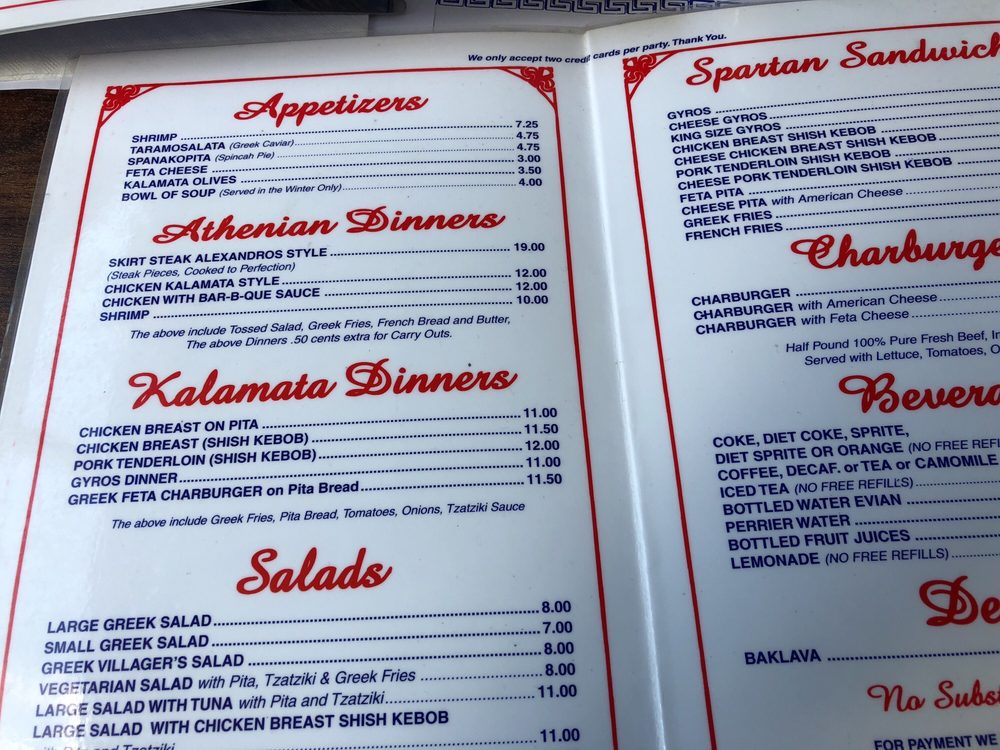 We only accept two credit cards per party. Thank You.
Appetizers
SHRIMP 7.25
TARAMOSALATA (Greek Caviar) 4.75
SPANAKOPITA (Spincah Pie) 4.75
FETA CHEESE 3.00
KALAMATA OLIVES 3.50
BOWL OF SOUP (Served in the Winter Only) 4.00
Athenian Dinners
SKIRT STEAK ALEXANDROS STYLE 19.00
(Steak Pieces, Cooked to Perfection)
CHICKEN KALAMATA STYLE 12.00
CHICKEN WITH BAR-B-QUE SAUCE 12.00
SHRIMP 10.00
The above include Tossed Salad, Greek Fries, French Bread and Butter,
The above Dinners .50 cents extra for Carry Outs.
Kalamata Dinners
CHICKEN BREAST ON PITA 11.00
CHICKEN BREAST (SHISH KEBOB) 11.50
PORK TENDERLOIN (SHISH KEBOB) 12.00
GYROS DINNER 11.00
GREEK FETA CHARBURGER on Pita Bread 11.50
The above include Greek Fries, Pita Bread, Tomatoes, Onions, Tzatziki Sauce
Salads
LARGE GREEK SALAD 8.00
SMALL GREEK SALAD 7.00
GREEK VILLAGER'S SALAD 8.00
VEGETARIAN SALAD with Pita, Tzatziki & Greek Fries 8.00
LARGE SALAD WITH TUNA with Pita and Tzatziki 11.00
LARGE SALAD WITH CHICKEN BREAST SHISH KEBOB
with Pita and Tzatziki 11.00
Spartan Sandwich
GYROS
CHEESE GYROS
KING SIZE GYROS
CHICKEN BREAST SHISH KEBOB
CHEESE CHICKEN BREAST SHISH KEBOB
PORK TENDERLOIN SHISH KEBOB
CHEESE PORK TENDERLOIN SHISH KEBOB
FETA PITA
CHEESE PITA with American Cheese
GREEK FRIES
FRENCH FRIES
Charburge
CHARBURGER
CHARBURGER with American Cheese
CHARBURGER with Feta Cheese
Half Pound 100% Pure Fresh Beef,
Served with Lettuce, Tomatoes,
Bevera
COKE, DIET COKE, SPRITE,
DIET SPRITE OR ORANGE (NO FREE REFI
COFFEE, DECAF. or TEA or CAMOMILE
ICED TEA (NO FREE REFILLS)
BOTTLED WATER EVIAN
PERRIER WATER
BOTTLED FRUIT JUICES
LEMONADE (NO FREE REFILLS)
De
BAKLAVA
No Subst
FOR PAYMENT WE